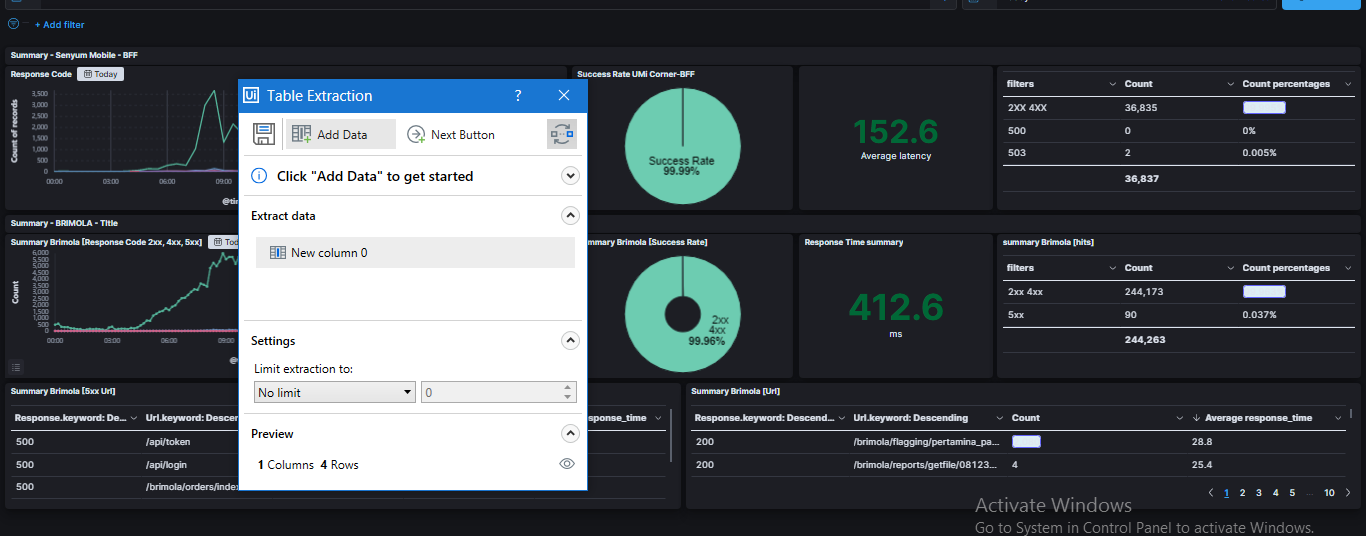 + Add filter
Summary - Senyum Mobile - BFF
Response Code Today
3,500
3,000
2,500
2,000
1,500
1,000
500
0
Count of records
00:00 03:00 06:00 09:00
Success Rate UMi Corner-BFF
Success Rate
99.99%
152.6
Average latency
filters Count Count percentages
2XX 4XX 36,835
500 0 0%
503 2 0.005%
36,837
Ui Table Extraction ? ×
Add Data Next Button
Click "Add Data" to get started
Extract data
New column 0
Settings
Limit extraction to:
No limit 0
Preview
1 Columns 4 Rows
Summary - BRIMOLA - Title
Summary Brimola [Response Code 2xx, 4xx, 5xx]
6,000
5,500
5,000
4,500
4,000
3,500
3,000
2,500
2,000
1,500
1,000
500
0
Count
00:00 03:00 06:00 09:00
mmary Brimola [Success Rate]
2xx
4xx
99.96%
Response Time summary
412.6
ms
summary Brimola [hits]
filters Count Count percentages
2xx 4xx 244,173
5xx 90 0.037%
244,263
Summary Brimola [5xx Url]
Response.keyword: De... Url.keyword: Descen sponse_time
500 /api/token
500 /api/login
500 /brimola/orders/index
Summary Brimola [Url]
Response.keyword: Descend... Url.keyword: Descending Count Average response_time
200 /brimola/flagging/pertamina_pa... 28.8
200 /brimola/reports/getfile/08123... 4 25.4
1 2 3 4 5 ... 10
Activate Windows
Go to System in Control Panel to activate Windows.